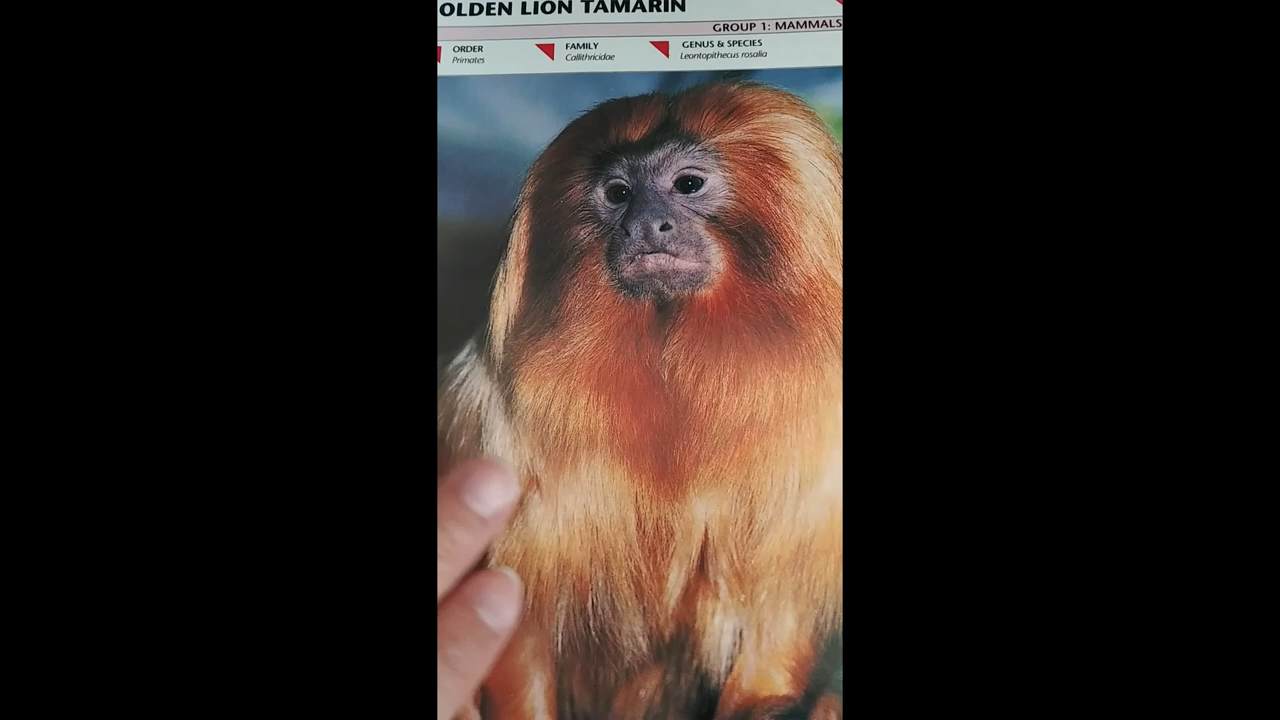 OLDEN LION TAMARIN
GROUP 1: MAMMALS
ORDER
Primates
FAMILY
Callithricidae
GENUS & SPECIES
Leontopithecus rosalia